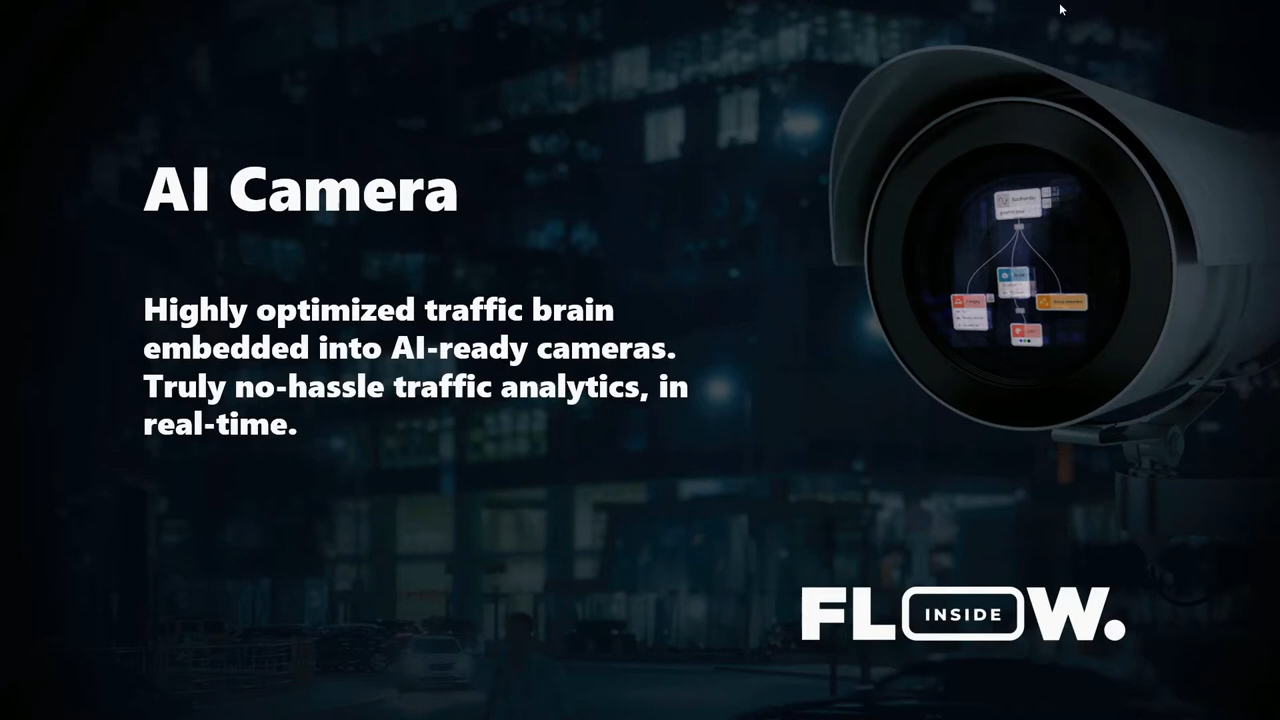 AI Camera
Highly optimized traffic brain
embedded into AI-ready cameras.
Truly no-hassle traffic analytics, in
real-time.
FLOW.
INSIDE